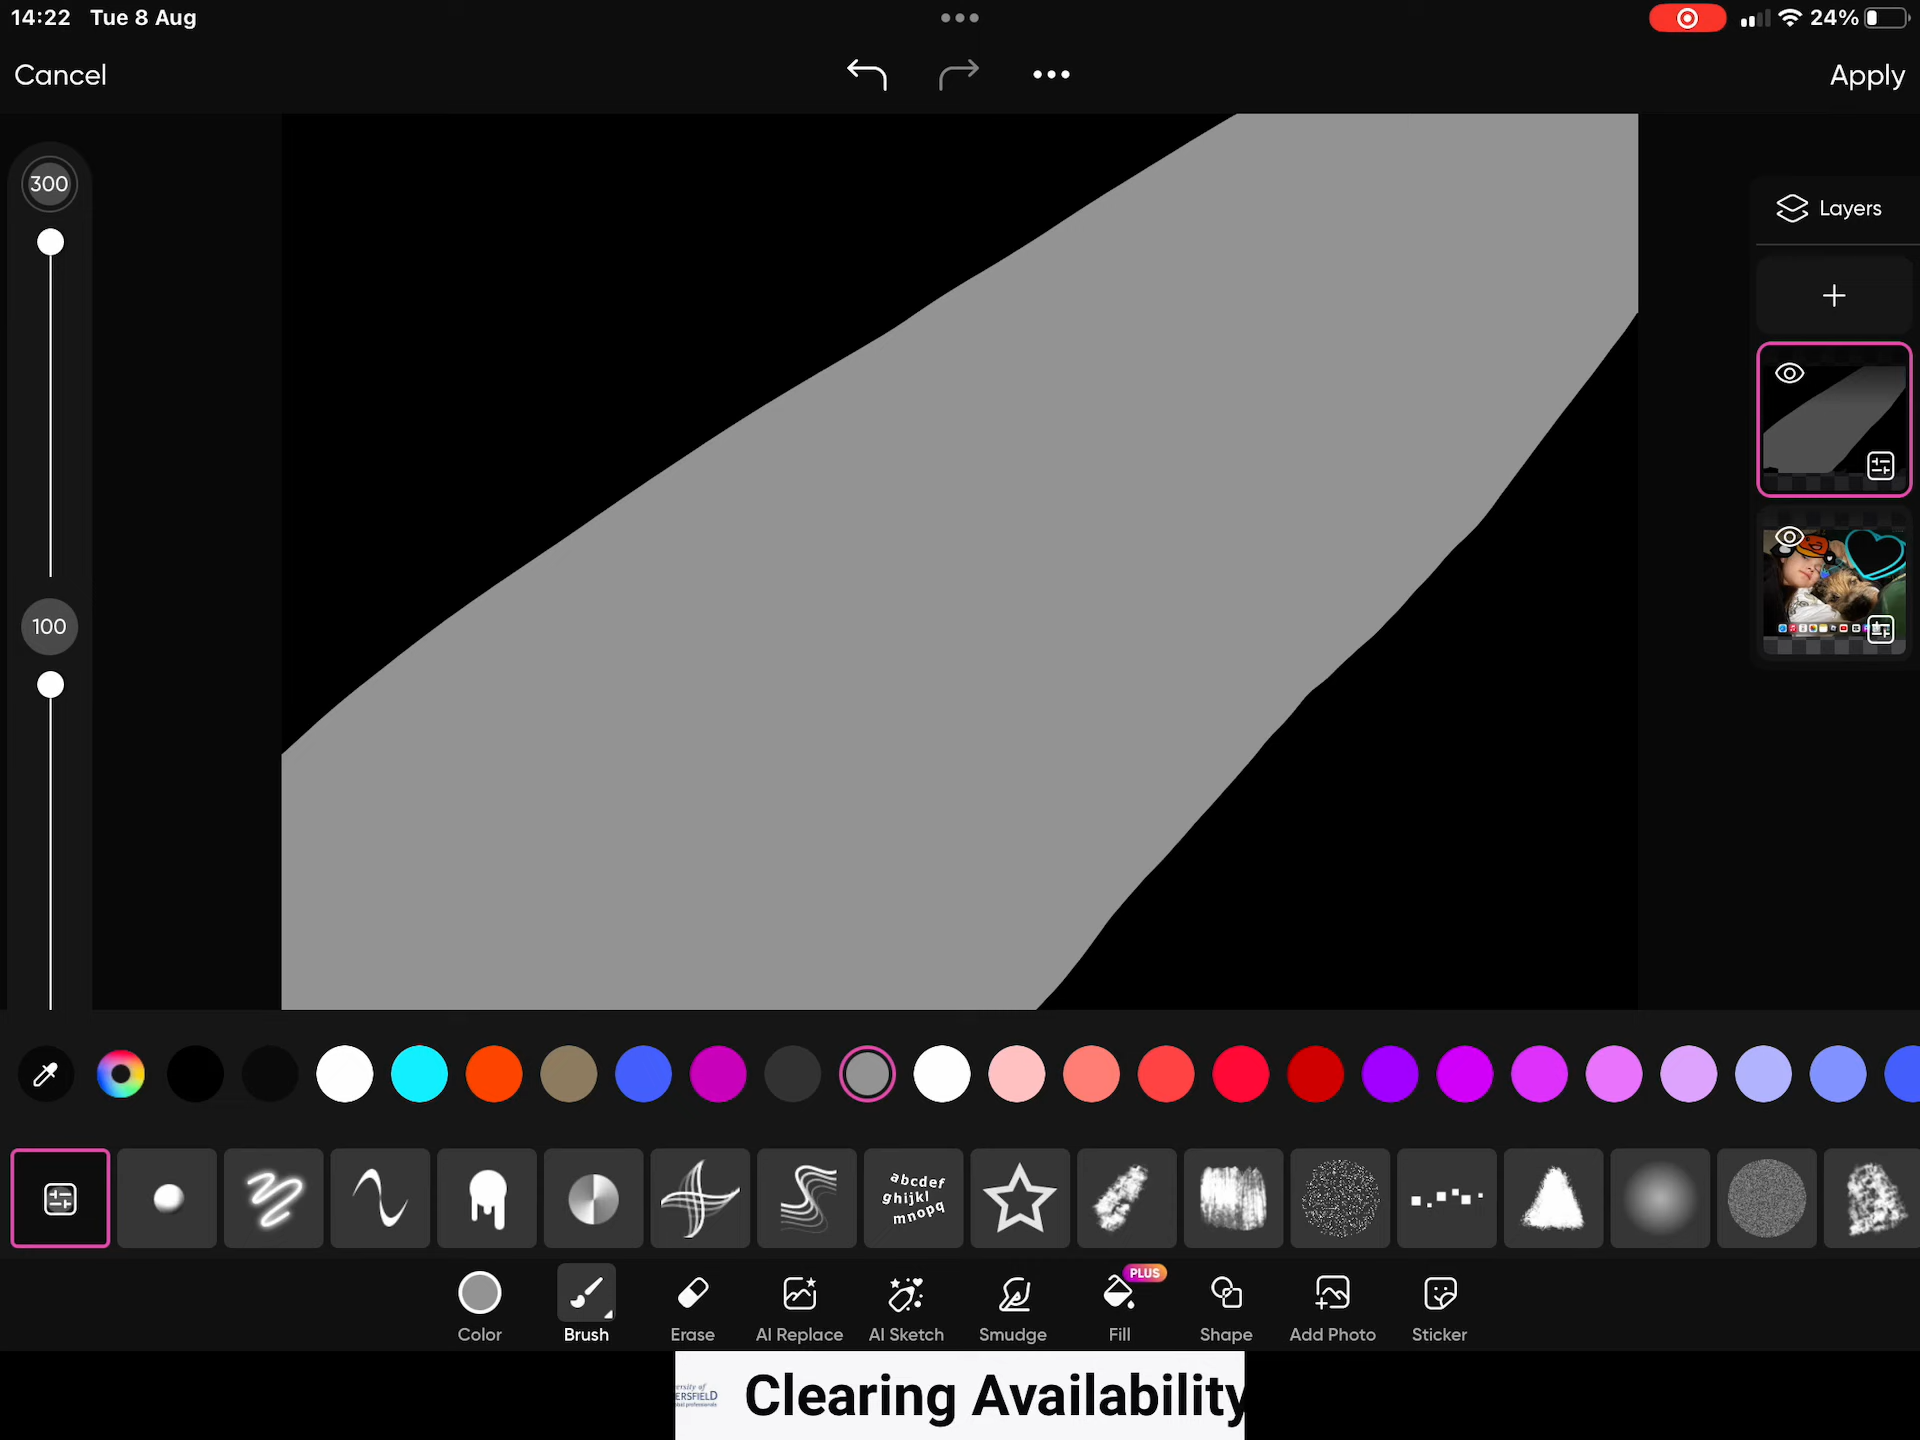 14:22 Tue 8 Aug
24%
Cancel
Apply
300
Layers
100
abcdef
ghijkl
mnopq
PLUS
Color
Brush
Erase
AI Replace
AI Sketch
Smudge
Fill
Shape
Add Photo
Sticker
Clearing Availability